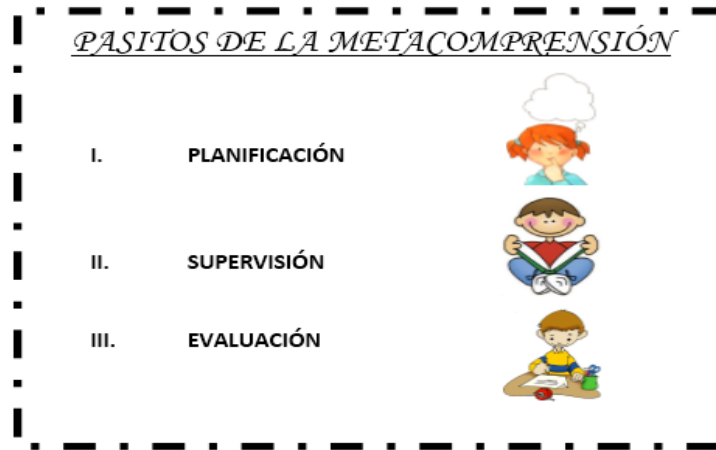 PASITOS DE LA METACOMPRENSIÓN
I. PLANIFICACIÓN
II. SUPERVISIÓN
III. EVALUACIÓN